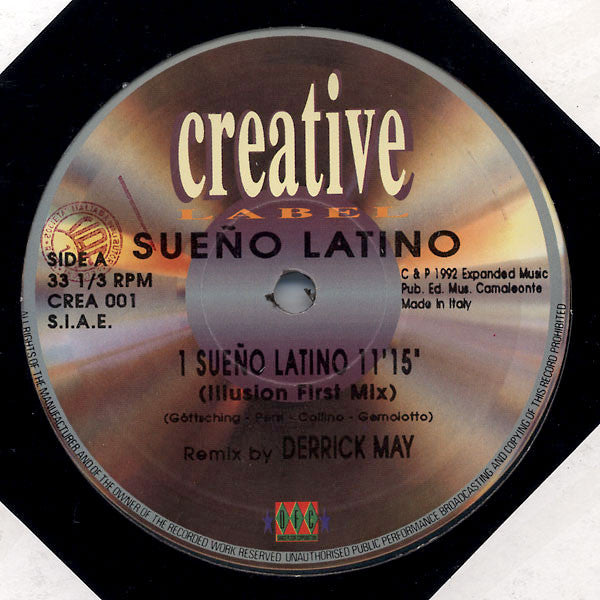 creative
LABEL
SUEÑO LATINO
SIDE A
33 1/3 RPM
CREA 001
S.I.A.E.
C & P 1992 Expanded Music
Pub. Ed. Mus. Camaleonte
Made in Italy
1 SUEÑO LATINO 11'15"
(Illusion First Mix)
(Göttsching - Persi - Collino - Gemolotto)
Remix by DERRICK MAY
DFC
ALL RIGHTS OF THE MANUFACTURER AND OF THE OWNER OF THE RECORDED WORK RESERVED UNAUTHORISED PUBLIC PERFORMANCE BROADCASTING AND COPYING OF THIS RECORD PROHIBITED